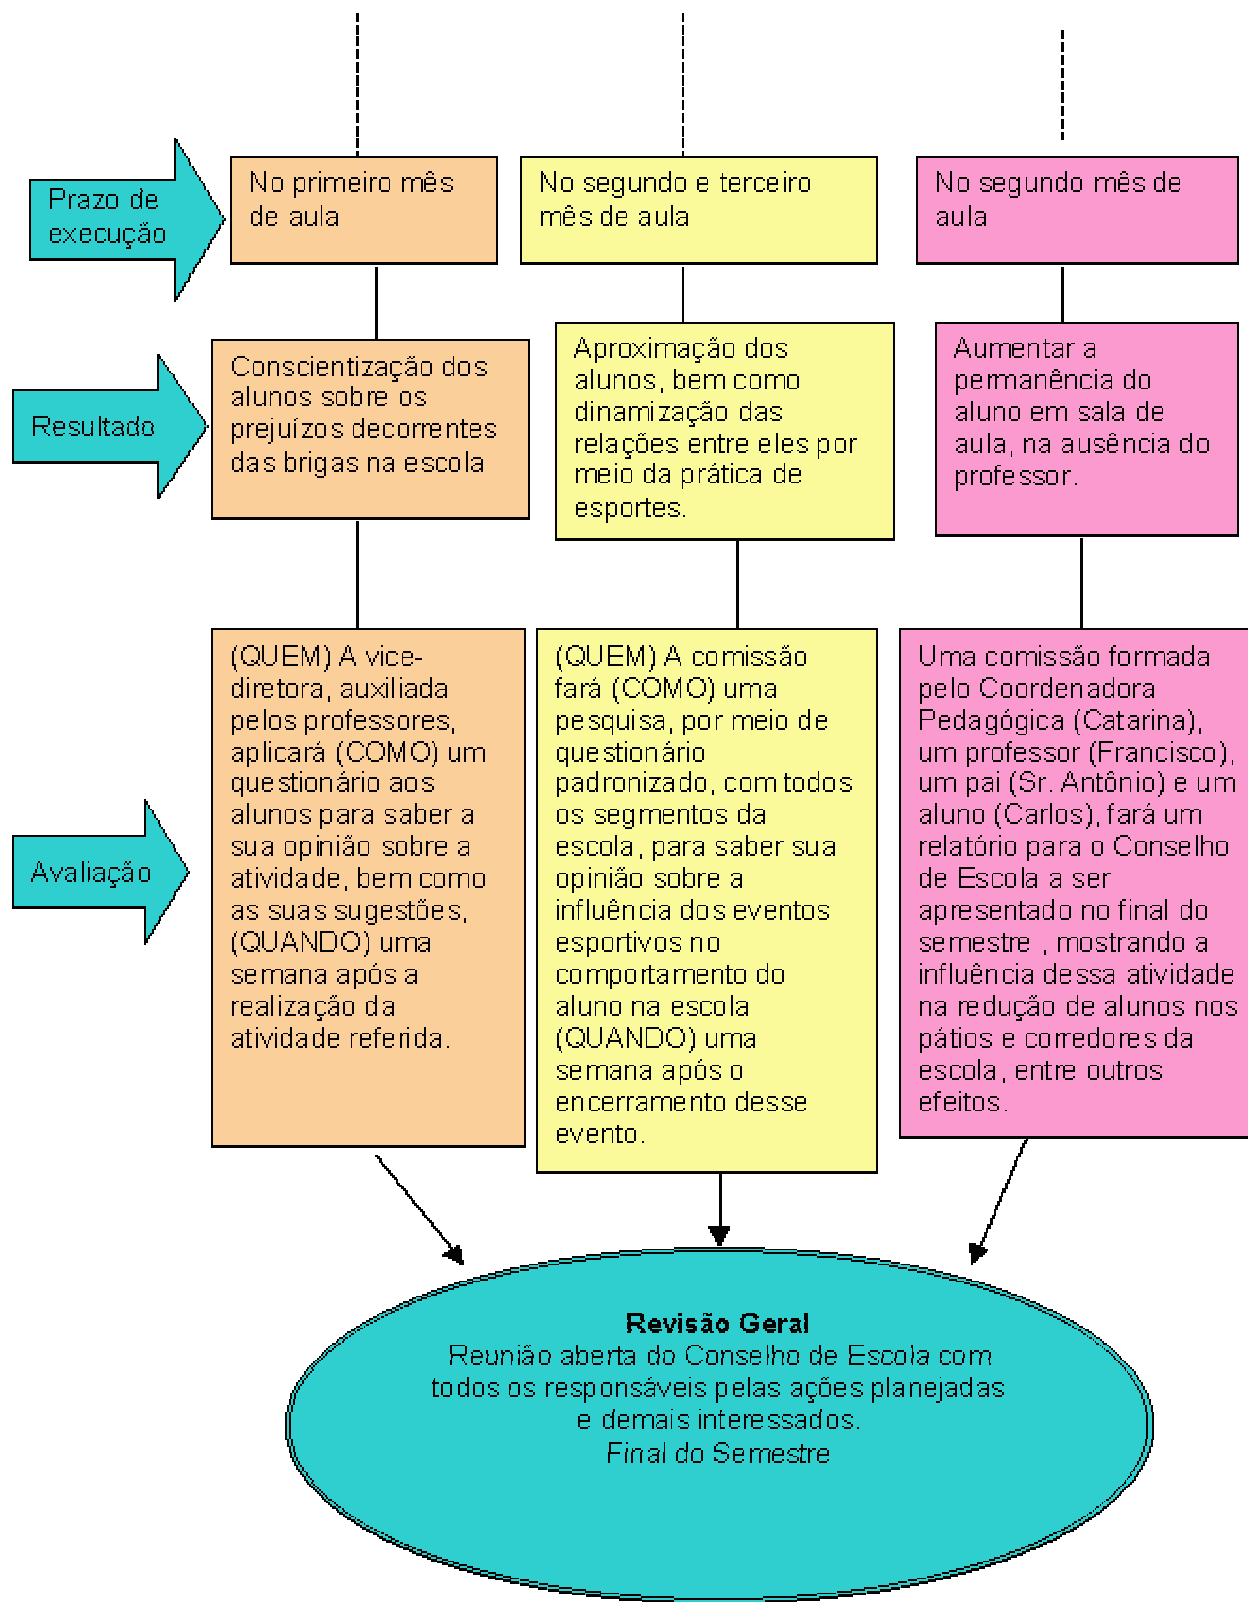 Prazo de
execução
No primeiro mês
de aula
No segundo e terceiro
mês de aula
No segundo mês de
aula
Resultado
Conscientização dos
alunos sobre os
prejuízos decorrentes
das brigas na escola
Aproximação dos
alunos, bem como
dinamização das
relações entre eles por
meio da prática de
esportes.
Aumentar a
permanência do
aluno em sala de
aula, na ausência do
professor.
Avaliação
(QUEM) A vice-
diretora, auxiliada
pelos professores,
aplicará (COMO) um
questionário aos
alunos para saber a
sua opinião sobre a
atividade, bem como
as suas sugestões,
(QUANDO) uma
semana após a
realização da
atividade referida.
(QUEM) A comissão
fará (COMO) uma
pesquisa, por meio de
questionário
padronizado, com todos
os segmentos da
escola, para saber sua
opinião sobre a
influência dos eventos
esportivos no
comportamento do
aluno na escola
(QUANDO) uma
semana após o
encerramento desse
evento.
Uma comissão formada
pelo Coordenadora
Pedagógica (Catarina),
um professor (Francisco),
um pai (Sr. Antônio) e um
aluno (Carlos), fará um
relatório para o Conselho
de Escola a ser
apresentado no final do
semestre , mostrando a
influência dessa atividade
na redução de alunos nos
pátios e corredores da
escola, entre outros
efeitos.
Revisão Geral
Reunião aberta do Conselho de Escola com
todos os responsáveis pelas ações planejadas
e demais interessados.
Final do Semestre